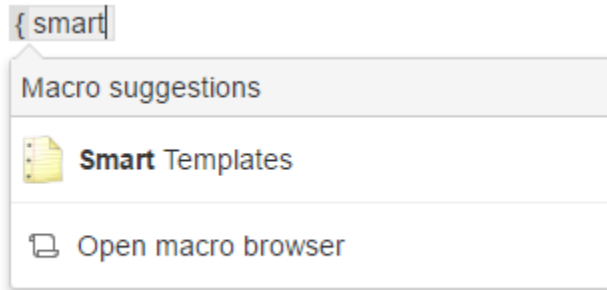 { smart
Macro suggestions
Smart Templates
Open macro browser